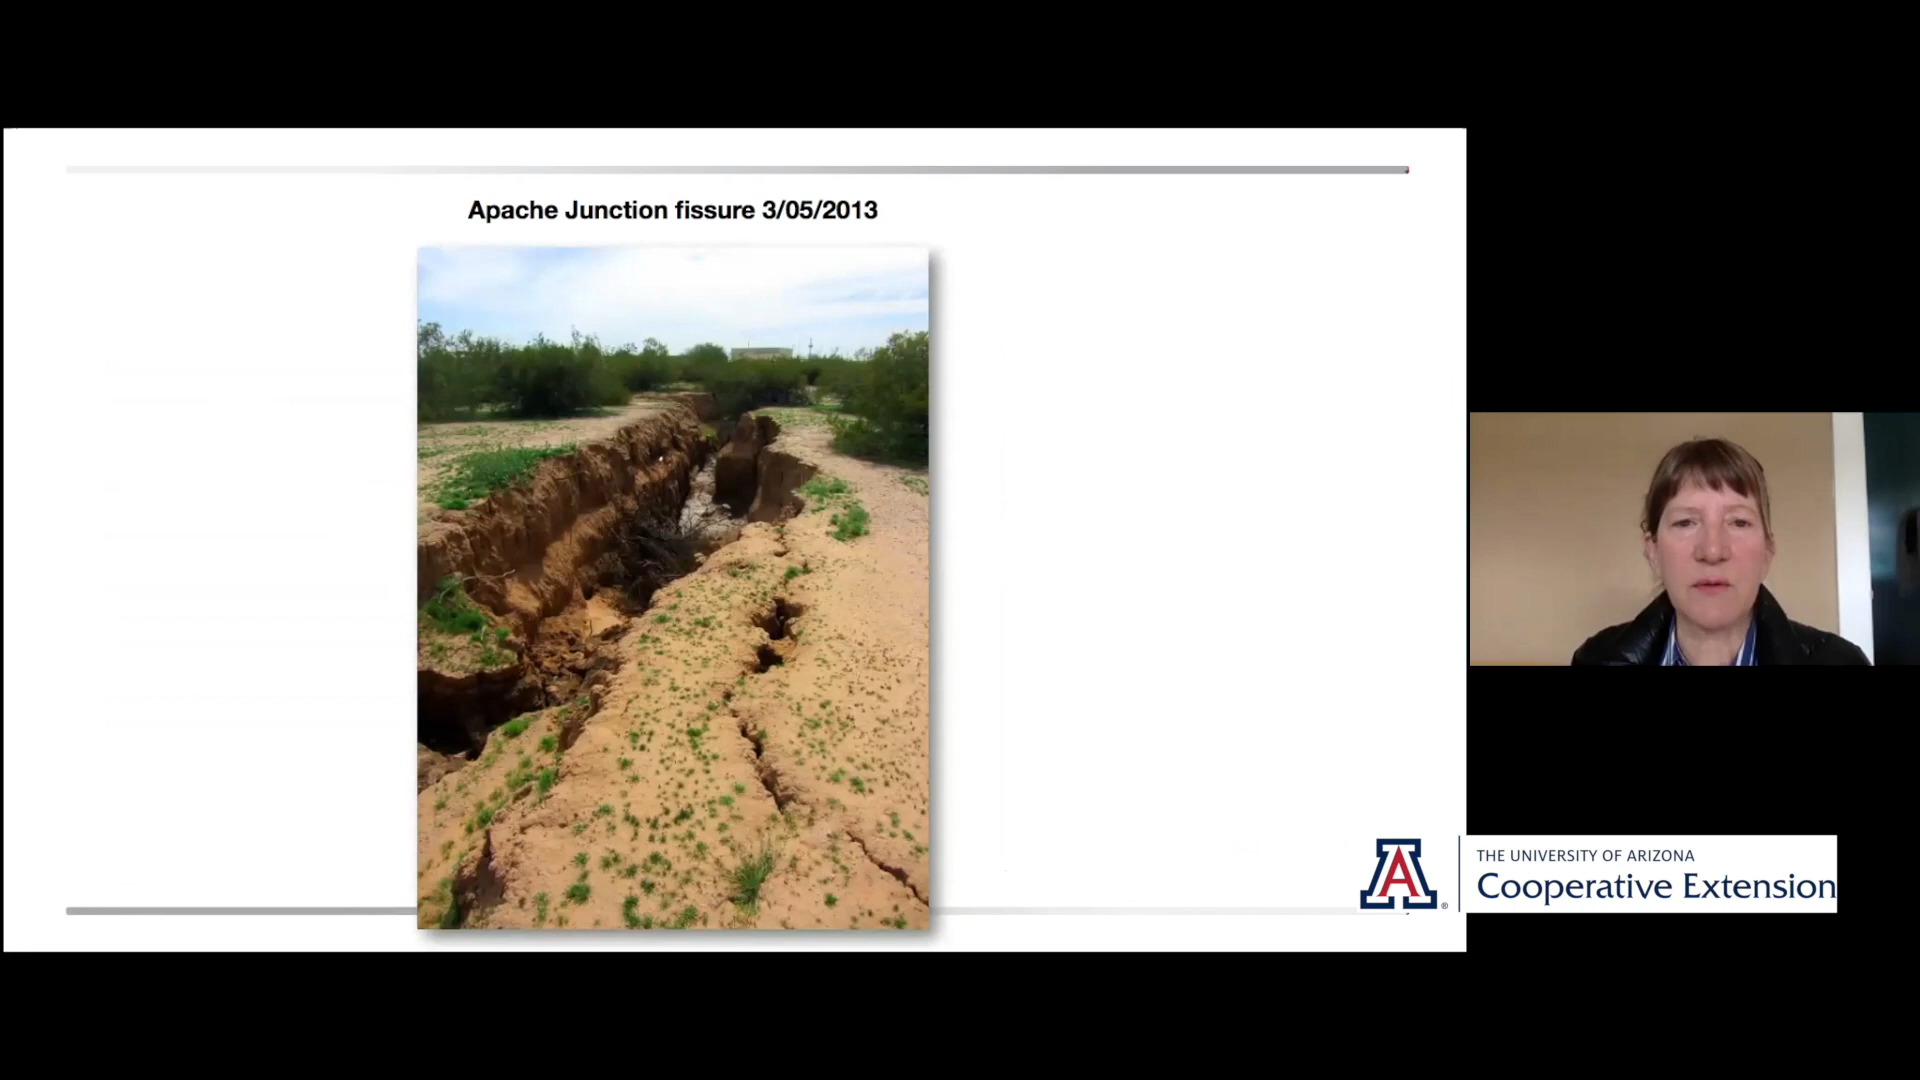 Apache Junction fissure 3/05/2013
A ®
THE UNIVERSITY OF ARIZONA
Cooperative Extension